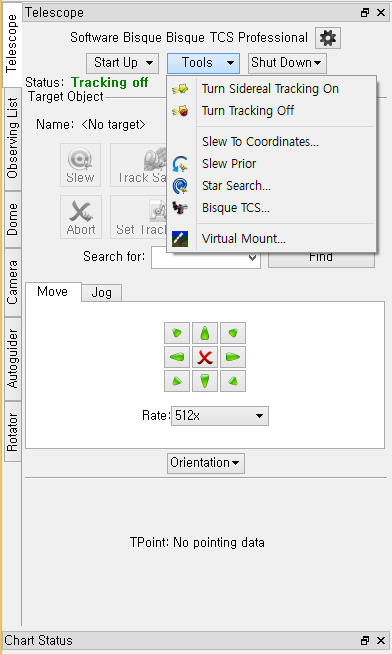 Telescope
Software Bisque Bisque TCS Professional
Start Up Tools Shut Down
Status: Tracking off
Target Object
Name: <No target>
Slew Track Sa
Abort Set Track
Search for: Find
Turn Sidereal Tracking On
Turn Tracking Off
Slew To Coordinates...
Slew Prior
Star Search...
Bisque TCS...
Virtual Mount...
Move Jog
Rate: 512x
Orientation
TPoint: No pointing data
Chart Status
Telescope
Observing List
Dome
Camera
Autoguider
Rotator